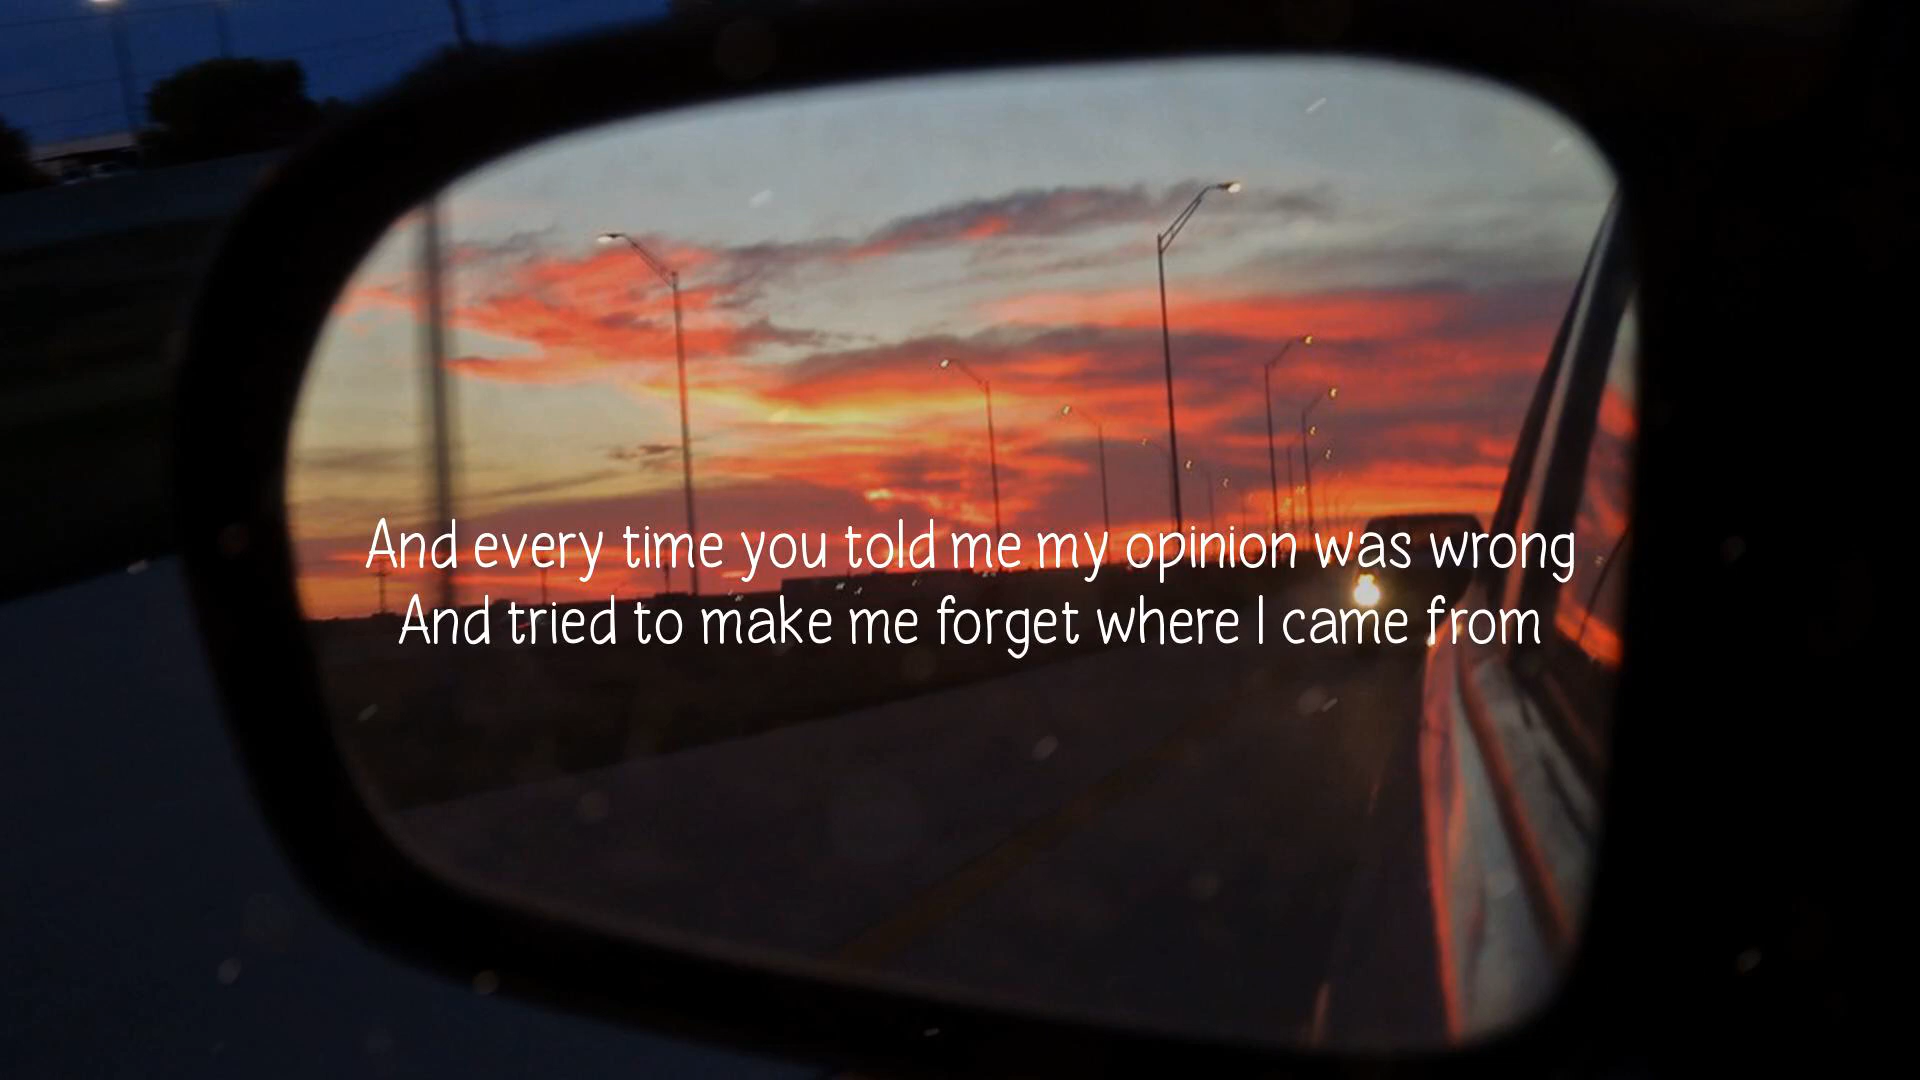 And every time you told me my opinion was wrong
And tried to make me forget where I came from